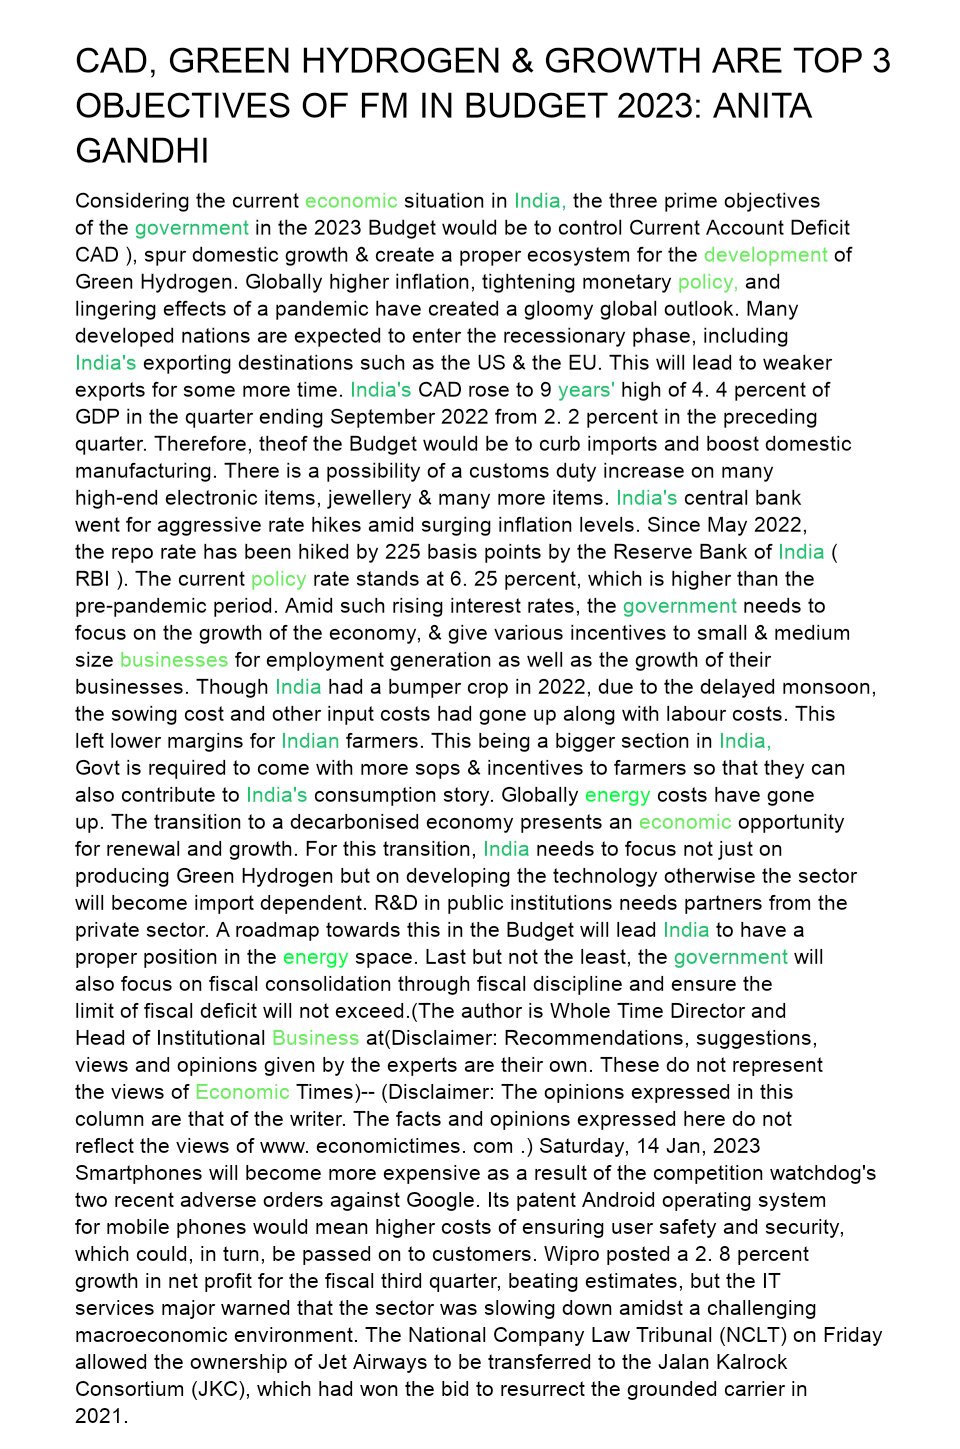 CAD, GREEN HYDROGEN & GROWTH ARE TOP 3
OBJECTIVES OF FM IN BUDGET 2023: ANITA
GANDHI
Considering the current economic situation in India, the three prime objectives
of the government in the 2023 Budget would be to control Current Account Deficit
CAD ), spur domestic growth & create a proper ecosystem for the development of
Green Hydrogen. Globally higher inflation, tightening monetary policy, and
lingering effects of a pandemic have created a gloomy global outlook. Many
developed nations are expected to enter the recessionary phase, including
India's exporting destinations such as the US & the EU. This will lead to weaker
exports for some more time. India's CAD rose to 9 years' high of 4. 4 percent of
GDP in the quarter ending September 2022 from 2. 2 percent in the preceding
quarter. Therefore, theof the Budget would be to curb imports and boost domestic
manufacturing. There is a possibility of a customs duty increase on many
high-end electronic items, jewellery & many more items. India's central bank
went for aggressive rate hikes amid surging inflation levels. Since May 2022,
the repo rate has been hiked by 225 basis points by the Reserve Bank of India (
RBI ). The current policy rate stands at 6. 25 percent, which is higher than the
pre-pandemic period. Amid such rising interest rates, the government needs to
focus on the growth of the economy, & give various incentives to small & medium
size businesses for employment generation as well as the growth of their
businesses. Though India had a bumper crop in 2022, due to the delayed monsoon,
the sowing cost and other input costs had gone up along with labour costs. This
left lower margins for Indian farmers. This being a bigger section in India,
Govt is required to come with more sops & incentives to farmers so that they can
also contribute to India's consumption story. Globally energy costs have gone
up. The transition to a decarbonised economy presents an economic opportunity
for renewal and growth. For this transition, India needs to focus not just on
producing Green Hydrogen but on developing the technology otherwise the sector
will become import dependent. R&D in public institutions needs partners from the
private sector. A roadmap towards this in the Budget will lead India to have a
proper position in the energy space. Last but not the least, the government will
also focus on fiscal consolidation through fiscal discipline and ensure the
limit of fiscal deficit will not exceed.(The author is Whole Time Director and
Head of Institutional Business at(Disclaimer: Recommendations, suggestions,
views and opinions given by the experts are their own. These do not represent
the views of Economic Times)-- (Disclaimer: The opinions expressed in this
column are that of the writer. The facts and opinions expressed here do not
reflect the views of www. economictimes. com .) Saturday, 14 Jan, 2023
Smartphones will become more expensive as a result of the competition watchdog's
two recent adverse orders against Google. Its patent Android operating system
for mobile phones would mean higher costs of ensuring user safety and security,
which could, in turn, be passed on to customers. Wipro posted a 2. 8 percent
growth in net profit for the fiscal third quarter, beating estimates, but the IT
services major warned that the sector was slowing down amidst a challenging
macroeconomic environment. The National Company Law Tribunal (NCLT) on Friday
allowed the ownership of Jet Airways to be transferred to the Jalan Kalrock
Consortium (JKC), which had won the bid to resurrect the grounded carrier in
2021.